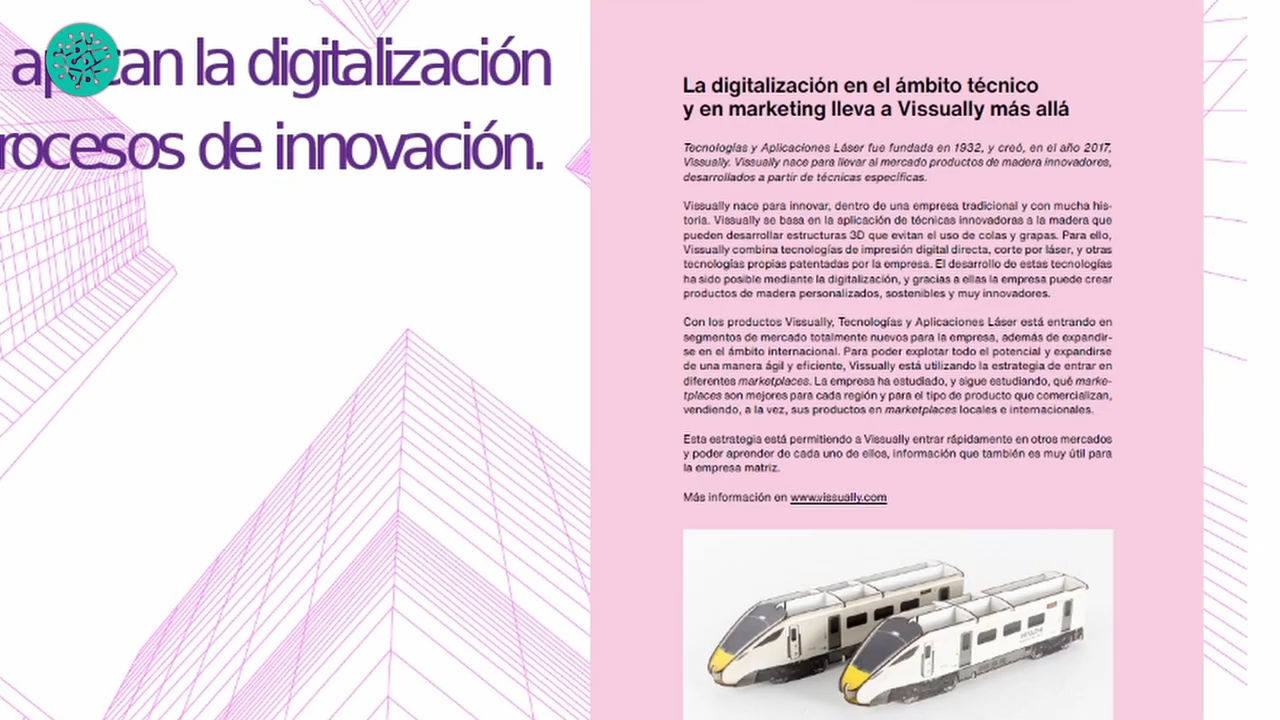 can la digitalización
rocesos de innovación.
La digitalización en el ámbito técnico
y en marketing lleva a Vissually más allá
Tecnologías y Aplicaciones Láser fue fundada en 1932, y creó, en el año 2017,
Vissually. Vissually nace para llevar al mercado productos de madera innovadores,
desarrollados a partir de técnicas específicas.
Vissually nace para innovar, dentro de una empresa tradicional y con mucha his-
toria. Vissually se basa en la aplicación de técnicas innovadoras a la madera que
pueden desarrollar estructuras 3D que evitan el uso de colas y grapas. Para ello,
Vissually combina tecnologías de impresión digital directa, corte por láser, y otras
tecnologías propias patentadas por la empresa. El desarrollo de estas tecnologías
ha sido posible mediante la digitalización, y gracias a ellas la empresa puede crear
productos de madera personalizados, sostenibles y muy innovadores.
Con los productos Vissually, Tecnologías y Aplicaciones Láser está entrando en
segmentos de mercado totalmente nuevos para la empresa, además de expandir-
se en el ámbito internacional. Para poder explotar todo el potencial y expandirse
de una manera ágil y eficiente, Vissually está utilizando la estrategia de entrar en
diferentes marketplaces. La empresa ha estudiado, y sigue estudiando, qué marke-
tplaces son mejores para cada región y para el tipo de producto que comercializan,
vendiendo, a la vez, sus productos en marketplaces locales e internacionales.
Esta estrategia está permitiendo a Vissually entrar rápidamente en otros mercados
y poder aprender de cada uno de ellos, información que también es muy útil para
la empresa matriz.
Más información en www.vissually.com